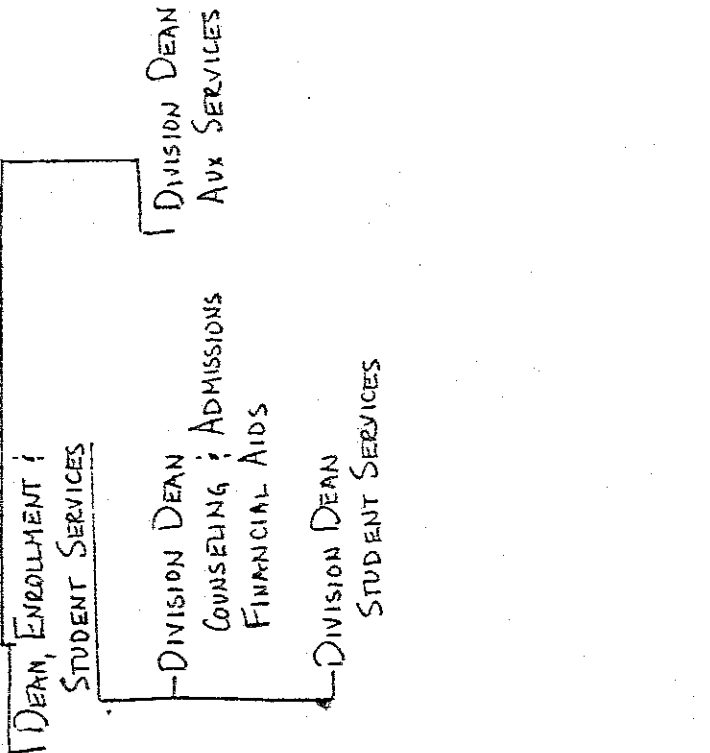 DEAN, ENROLLMENT &
STUDENT SERVICES
DIVISION DEAN
COUNSELING & ADMISSIONS
FINANCIAL AIDS
DIVISION DEAN
STUDENT SERVICES
DIVISION DEAN
AUX SERVICES